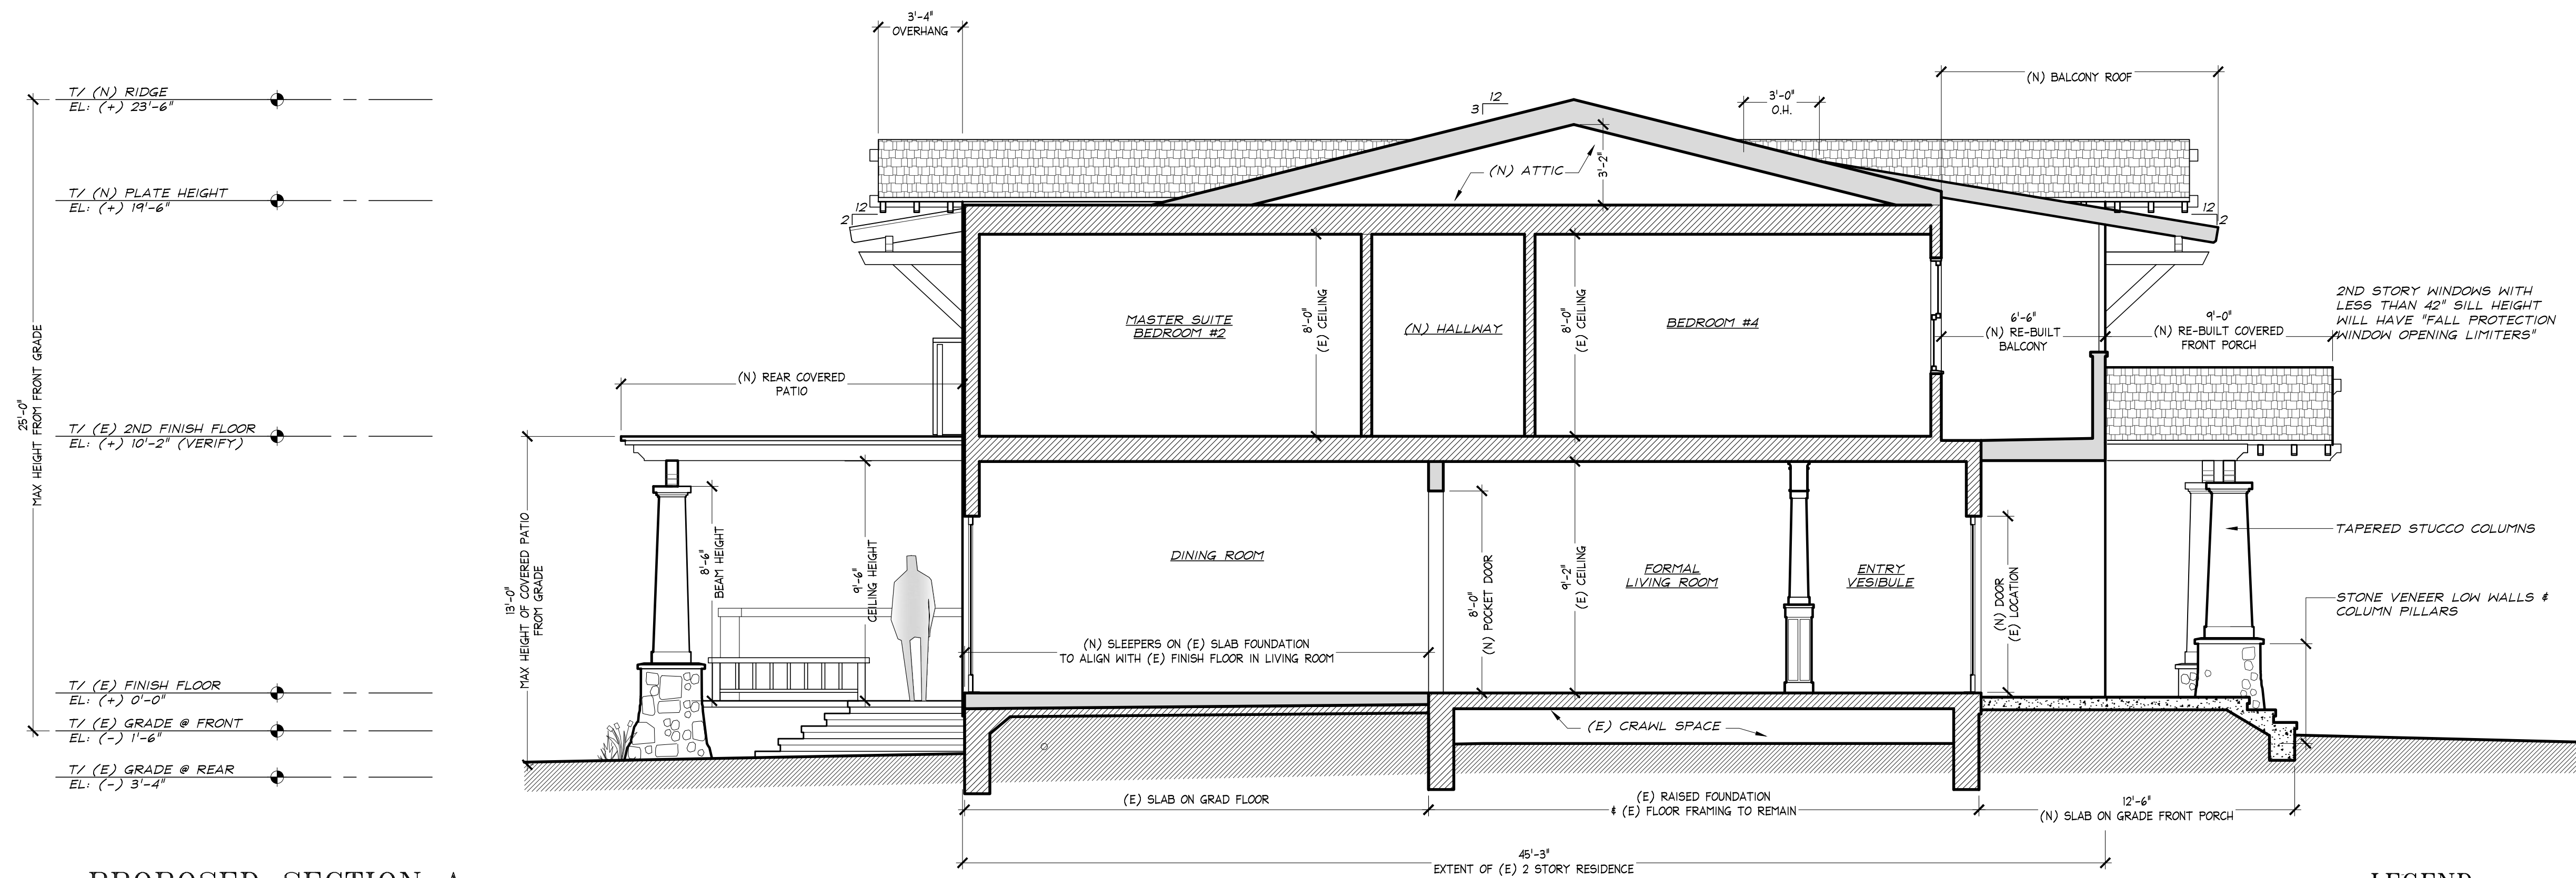 3'-4"
OVERHANG
T/ (N) RIDGE
EL: (+) 23'-6"
(N) BALCONY ROOF
12
3
3'-0"
O.H.
(N) ATTIC
3'-2"
T/ (N) PLATE HEIGHT
EL: (+) 19'-6"
12
2
12
2
25'-0"
MAX HEIGHT FROM FRONT GRADE
MASTER SUITE
BEDROOM #2
8'-0"
(E) CEILING
(N) HALLWAY
8'-0"
(E) CEILING
BEDROOM #4
6'-6"
(N) RE-BUILT
BALCONY
9'-0"
(N) RE-BUILT COVERED
FRONT PORCH
2ND STORY WINDOWS WITH
LESS THAN 42" SILL HEIGHT
WILL HAVE "FALL PROTECTION
WINDOW OPENING LIMITERS"
(N) REAR COVERED
PATIO
T/ (E) 2ND FINISH FLOOR
EL: (+) 10'-2" (VERIFY)
13'-0"
MAX HEIGHT OF COVERED PATIO
FROM GRADE
8'-6"
BEAM HEIGHT
9'-6"
CEILING HEIGHT
DINING ROOM
8'-0"
(N) POCKET DOOR
9'-2"
(E) CEILING
FORMAL
LIVING ROOM
ENTRY
VESIBULE
(N) DOOR
(E) LOCATION
TAPERED STUCCO COLUMNS
STONE VENEER LOW WALLS &
COLUMN PILLARS
(N) SLEEPERS ON (E) SLAB FOUNDATION
TO ALIGN WITH (E) FINISH FLOOR IN LIVING ROOM
T/ (E) FINISH FLOOR
EL: (+) 0'-0"
T/ (E) GRADE @ FRONT
EL: (-) 1'-6"
(E) CRAWL SPACE
T/ (E) GRADE @ REAR
EL: (-) 3'-4"
(E) SLAB ON GRAD FLOOR
(E) RAISED FOUNDATION
& (E) FLOOR FRAMING TO REMAIN
12'-6"
(N) SLAB ON GRADE FRONT PORCH
45'-3"
EXTENT OF (E) 2 STORY RESIDENCE
PROPOSED SECTION A
LEGEND